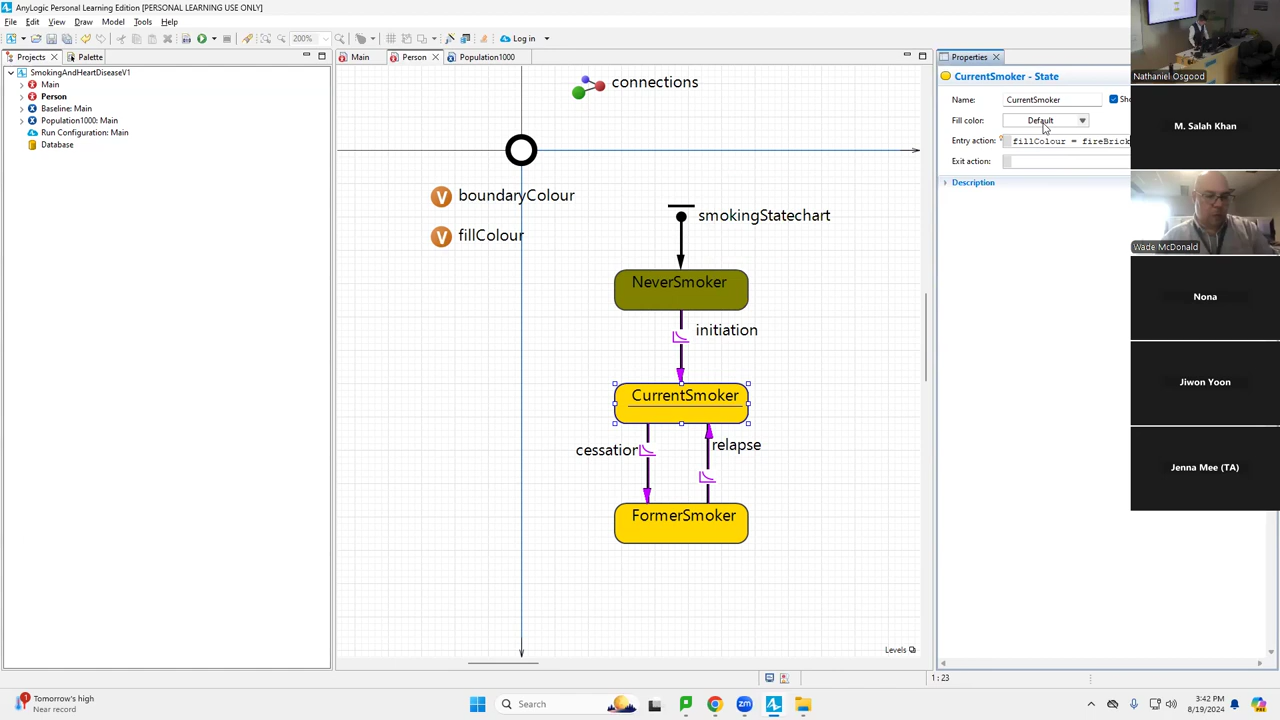 AnyLogic Personal Learning Edition [PERSONAL LEARNING USE ONLY]
File Edit View Draw Model Tools Help
200%
Log in
Projects
Palette
Main
Person
Population1000
Properties
SmokingAndHeartDiseaseV1
Main
Person
Baseline: Main
Population1000: Main
Run Configuration: Main
Database
connections
boundaryColour
fillColour
smokingStatechart
NeverSmoker
initiation
CurrentSmoker
relapse
FormerSmoker
Levels
CurrentSmoker - State
Name: CurrentSmoker
Fill color: Default
Entry action: fillColour = fireBrick
Exit action:
Description
1 : 23
Nathaniel Osgood
M. Salah Khan
Wade McDonald
Nona
Jiwon Yoon
Jenna Mee (TA)
1
Tomorrow's high
Near record
Search
3:42 PM
8/19/2024